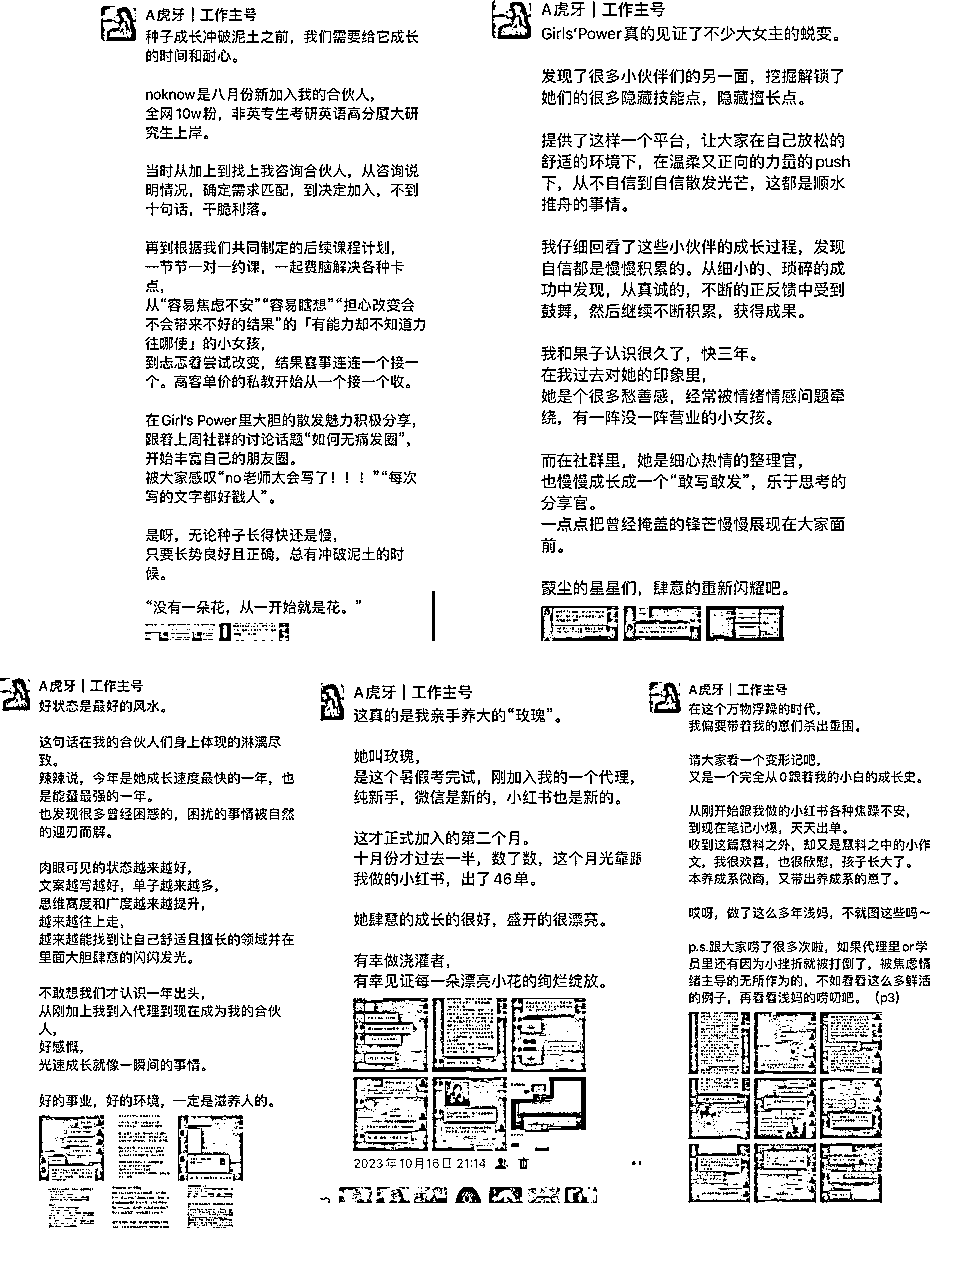 A虎牙 | 工作主号
种子成长冲破泥土之前，我们需要给它成长
的时间和耐心。
noknow是八月份新加入我的合伙人，
全网10w粉，非英专生考研英语高分厦大研
究生上岸。
当时从加上到找上我咨询合伙人，从咨询说
明情况，确定需求匹配，到决定加入，不到
十句话，干脆利落。
再到根据我们共同制定的后续课程计划，
一节节一对一约课，一起费脑解决各种卡
点，
从“容易焦虑不安”“容易瞎想”“担心改变会
不会带来不好的结果”的「有能力却不知道力
往哪使」的小女孩，
到忐忑着尝试改变，结果喜事连连一个接一
个。高客单价的私教开始从一个接一个收。
在Girl's Power里大胆的散发魅力积极分享，
跟着上周社群的讨论话题“如何无痛发圈”，
开始丰富自己的朋友圈。
被大家感叹“no老师太会写了！！！”“每次
写的文字都好戳人”。
是呀，无论种子长得快还是慢，
只要长势良好且正确，总有冲破泥土的时
候。
“没有一朵花，从一开始就是花。”
A虎牙 | 工作主号
Girls'Power真的见证了不少大女主的蜕变。
发现了很多小伙伴们的另一面，挖掘解锁了
她们的很多隐藏技能点，隐藏擅长点。
提供了这样一个平台，让大家在自己放松的
舒适的环境下，在温柔又正向的力量的push
下，从不自信到自信散发光芒，这都是顺水
推舟的事情。
我仔细回看了这些小伙伴的成长过程，发现
自信都是慢慢积累的。从细小的、琐碎的成
功中发现，从真诚的，不断的正反馈中受到
鼓舞，然后继续不断积累，获得成果。
我和果子认识很久了，快三年。
在我过去对她的印象里，
她是个很多愁善感，经常被情绪情感问题牵
绕，有一阵没一阵营业的小女孩。
而在社群里，她是细心热情的整理官，
也慢慢成长成一个“敢写敢发”，乐于思考的
分享官。
一点点把曾经掩盖的锋芒慢慢展现在大家面
前。
蒙尘的星星们，肆意的重新闪耀吧。
A虎牙 | 工作主号
好状态是最好的风水。
这句话在我的合伙人们身上体现的淋漓尽
致。
辣辣说，今年是她成长速度最快的一年，也
是能量最强的一年。
也发现很多曾经困惑的，困扰的事情被自然
的迎刃而解。
肉眼可见的状态越来越好，
文案越写越好，单子越来越多，
思维高度和广度越来越提升，
越来越往上走，
越来越能找到让自己舒适且擅长的领域并在
里面大胆肆意的闪闪发光。
不敢想我们才认识一年出头，
从刚加上我到入代理到现在成为我的合伙
人，
好感慨，
光速成长就像一瞬间的事情。
好的事业，好的环境，一定是滋养人的。
A虎牙 | 工作主号
这真的是我亲手养大的“玫瑰”。
她叫玫瑰，
是这个暑假考完试，刚加入我的一个代理，
纯新手，微信是新的，小红书也是新的。
这才正式加入的第二个月。
十月份才过去一半，数了数，这个月光靠跟
我做的小红书，出了46单。
她肆意的成长的很好，盛开的很漂亮。
有幸做浇灌者，
有幸见证每一朵漂亮小花的绚烂绽放。
2023年10月16日 21:14
A虎牙 | 工作主号
在这个万物浮躁的时代，
我偏要带着我的崽们杀出重围。
请大家看一个变形记吧，
又是一个完全从0跟着我的小白的成长史。
从刚开始跟我做的小红书各种焦躁不安，
到现在笔记小爆，天天出单。
收到这篇意料之外，却又是意料之中的小作
文，我很欢喜，也很欣慰，孩子长大了。
本养成系微商，又带出养成系的崽了。
哎呀，做了这么多年浅妈，不就图这些吗～
p.s.跟大家唠了很多次啦，如果代理里or学
员里还有因为小挫折就被打倒了，被焦虑情
绪主导的无所作为的，不如看看这么多鲜活
的例子，再看看浅妈的唠叨吧。（p3）